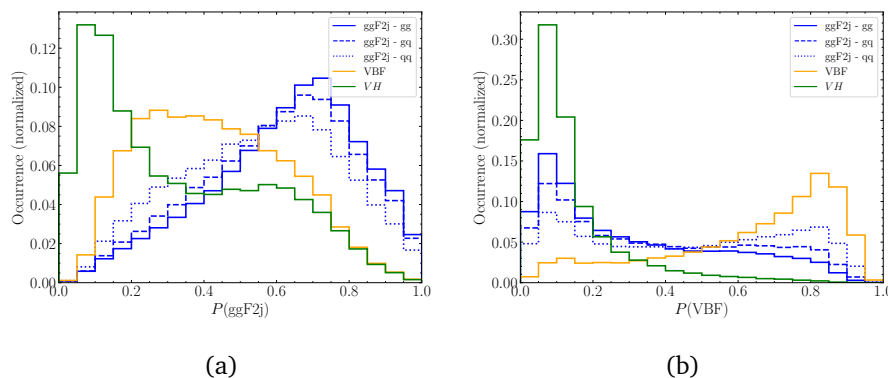 Occurrence (normalized)
0.12
0.10
0.08
0.06
0.04
0.02
0.00
0.0 0.2 0.4 0.6 0.8 1.0
P(ggF2j)
ggF2j - gg
ggF2j - gq
ggF2j - qq
VBF
VH
(a)
Occurrence (normalized)
0.30
0.25
0.20
0.15
0.10
0.05
0.00
0.0 0.2 0.4 0.6 0.8 1.0
P(VBF)
ggF2j - gg
ggF2j - gq
ggF2j - qq
VBF
VH
(b)